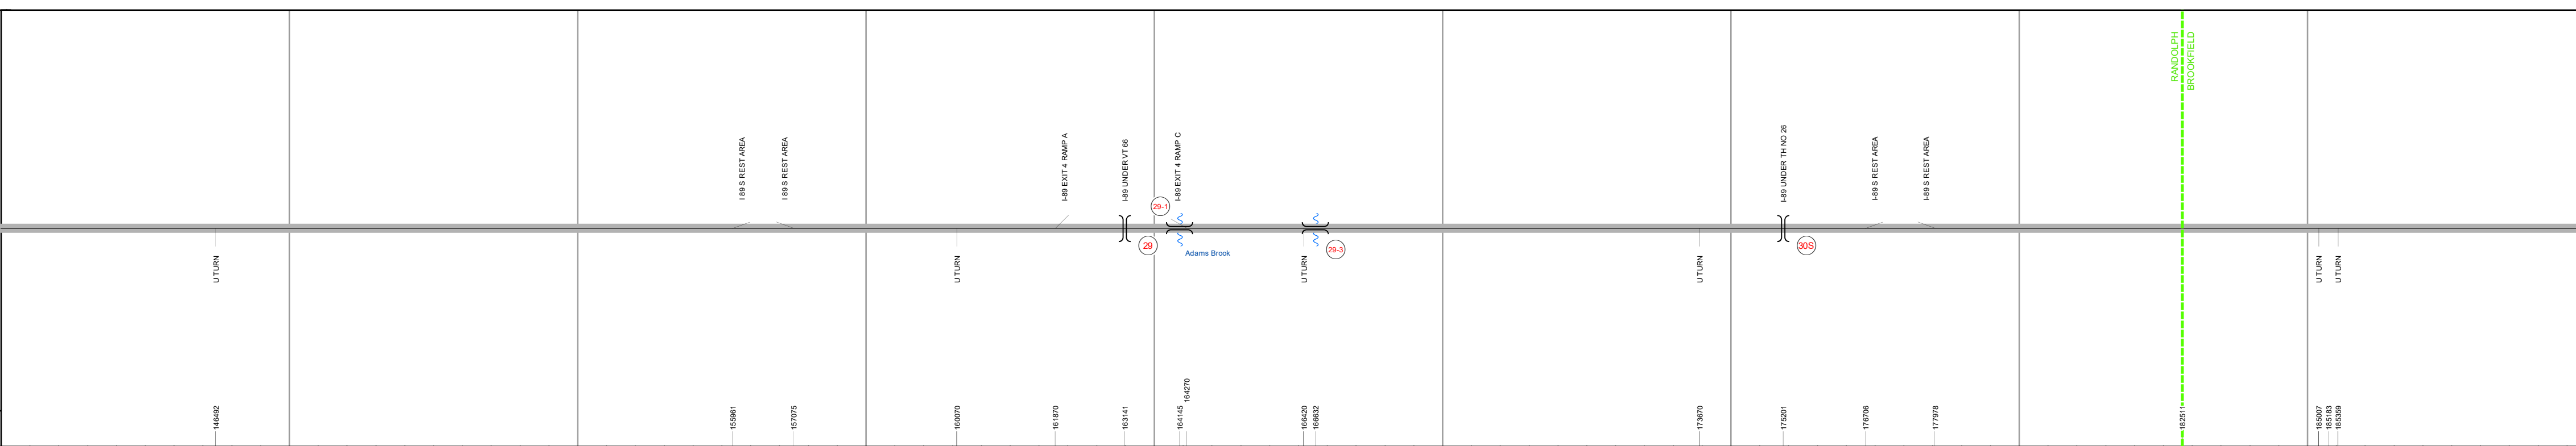 RANDOLPH
BROOKFIELD
I 89 S REST AREA
I 89 S REST AREA
I-89 EXIT 4 RAMP A
I-89 UNDER VT 66
I-89 EXIT 4 RAMP C
I-89 UNDER TH NO 26
I-89 S REST AREA
I-89 S REST AREA
29-1
29
29-3
30S
Adams Brook
U TURN
U TURN
U TURN
U TURN
U TURN
U TURN
146492
155961
157075
160070
161870
163141
164145
164270
166420
166632
173670
175201
176706
177978
182511
185007
185183
185359